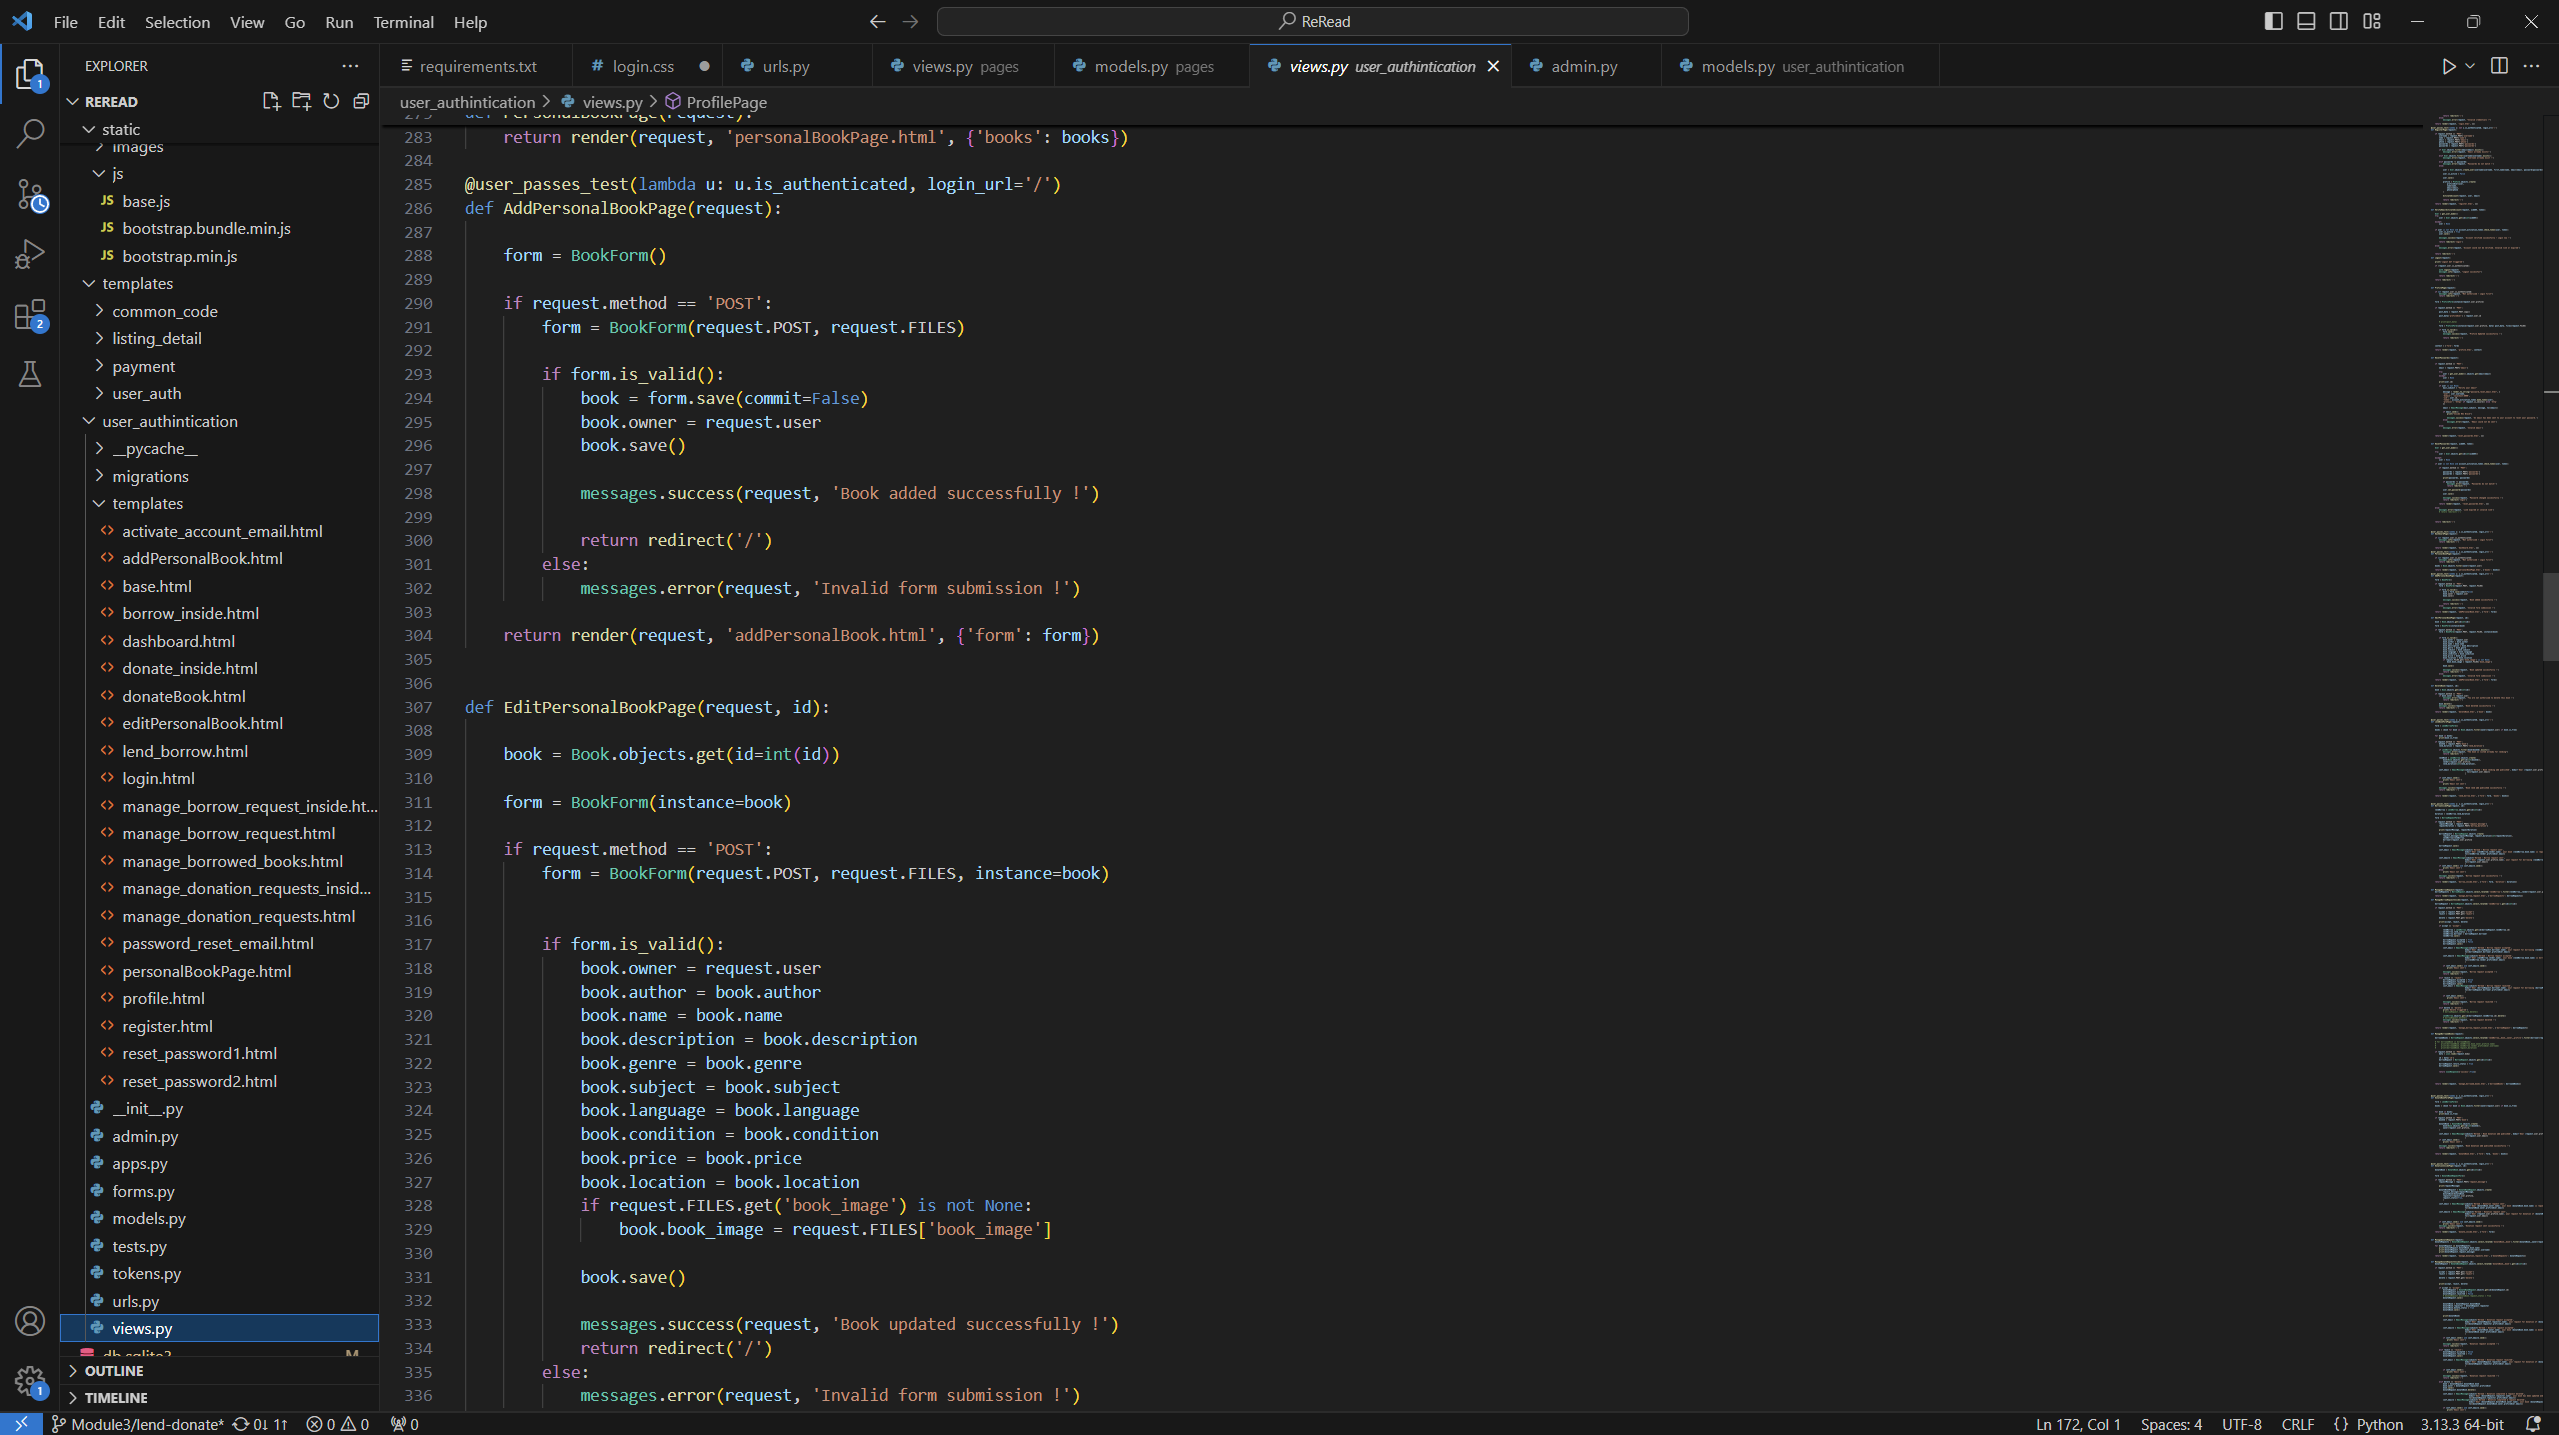 File Edit Selection View Go Run Terminal Help
ReRead
EXPLORER
REREAD
static
images
js
JS base.js
JS bootstrap.bundle.min.js
JS bootstrap.min.js
templates
common_code
listing_detail
payment
user_auth
user_authintication
__pycache__
migrations
templates
activate_account_email.html
addPersonalBook.html
base.html
borrow_inside.html
dashboard.html
donate_inside.html
donateBook.html
editPersonalBook.html
lend_borrow.html
login.html
manage_borrow_request_inside.ht...
manage_borrow_request.html
manage_borrowed_books.html
manage_donation_requests_insid...
manage_donation_requests.html
password_reset_email.html
personalBookPage.html
profile.html
register.html
reset_password1.html
reset_password2.html
__init__.py
admin.py
apps.py
forms.py
models.py
tests.py
tokens.py
urls.py
views.py
db.sqlite3 M
OUTLINE
TIMELINE
1
2
1
requirements.txt # login.css urls.py views.py pages models.py pages views.py user_authintication admin.py models.py user_authintication
user_authintication > views.py > ProfilePage
275 def PersonalBookPage(request):
283 return render(request, 'personalBookPage.html', {'books': books})
284
285 @user_passes_test(lambda u: u.is_authenticated, login_url='/')
286 def AddPersonalBookPage(request):
287
288 form = BookForm()
289
290 if request.method == 'POST':
291 form = BookForm(request.POST, request.FILES)
292
293 if form.is_valid():
294 book = form.save(commit=False)
295 book.owner = request.user
296 book.save()
297
298 messages.success(request, 'Book added successfully !')
299
300 return redirect('/')
301 else:
302 messages.error(request, 'Invalid form submission !')
303
304 return render(request, 'addPersonalBook.html', {'form': form})
305
306
307 def EditPersonalBookPage(request, id):
308
309 book = Book.objects.get(id=int(id))
310
311 form = BookForm(instance=book)
312
313 if request.method == 'POST':
314 form = BookForm(request.POST, request.FILES, instance=book)
315
316
317 if form.is_valid():
318 book.owner = request.user
319 book.author = book.author
320 book.name = book.name
321 book.description = book.description
322 book.genre = book.genre
323 book.subject = book.subject
324 book.language = book.language
325 book.condition = book.condition
326 book.price = book.price
327 book.location = book.location
328 if request.FILES.get('book_image') is not None:
329 book.book_image = request.FILES['book_image']
330
331 book.save()
332
333 messages.success(request, 'Book updated successfully !')
334 return redirect('/')
335 else:
336 messages.error(request, 'Invalid form submission !')
Module3/lend-donate* 0↓ 1↑ 0 0 0
Ln 172, Col 1 Spaces: 4 UTF-8 CRLF {} Python 3.13.3 64-bit